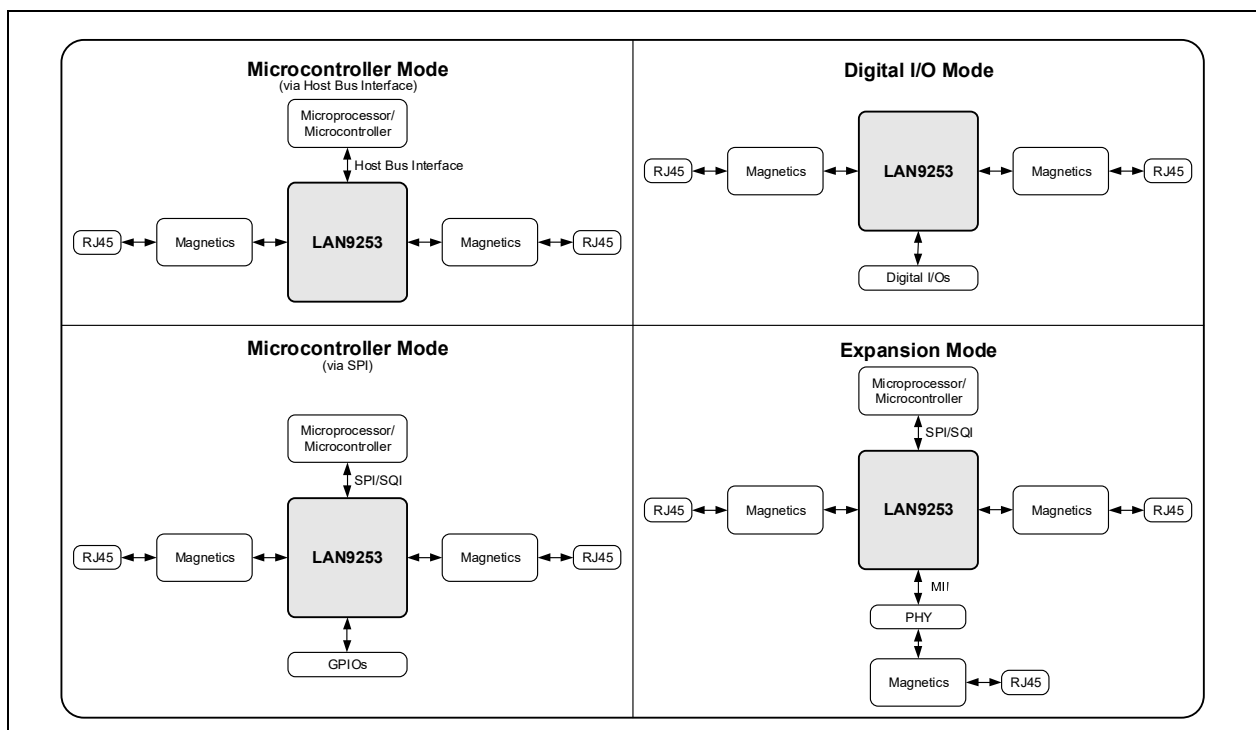 Microcontroller Mode
(via Host Bus Interface)
Microprocessor/
Microcontroller
Host Bus Interface
RJ45
Magnetics
LAN9253
Magnetics
RJ45
Digital I/O Mode
RJ45
Magnetics
LAN9253
Magnetics
RJ45
Digital I/Os
Microcontroller Mode
(via SPI)
Microprocessor/
Microcontroller
SPI/SQI
RJ45
Magnetics
LAN9253
Magnetics
RJ45
GPIOs
Expansion Mode
Microprocessor/
Microcontroller
SPI/SQI
RJ45
Magnetics
LAN9253
Magnetics
RJ45
MII
PHY
Magnetics
RJ45